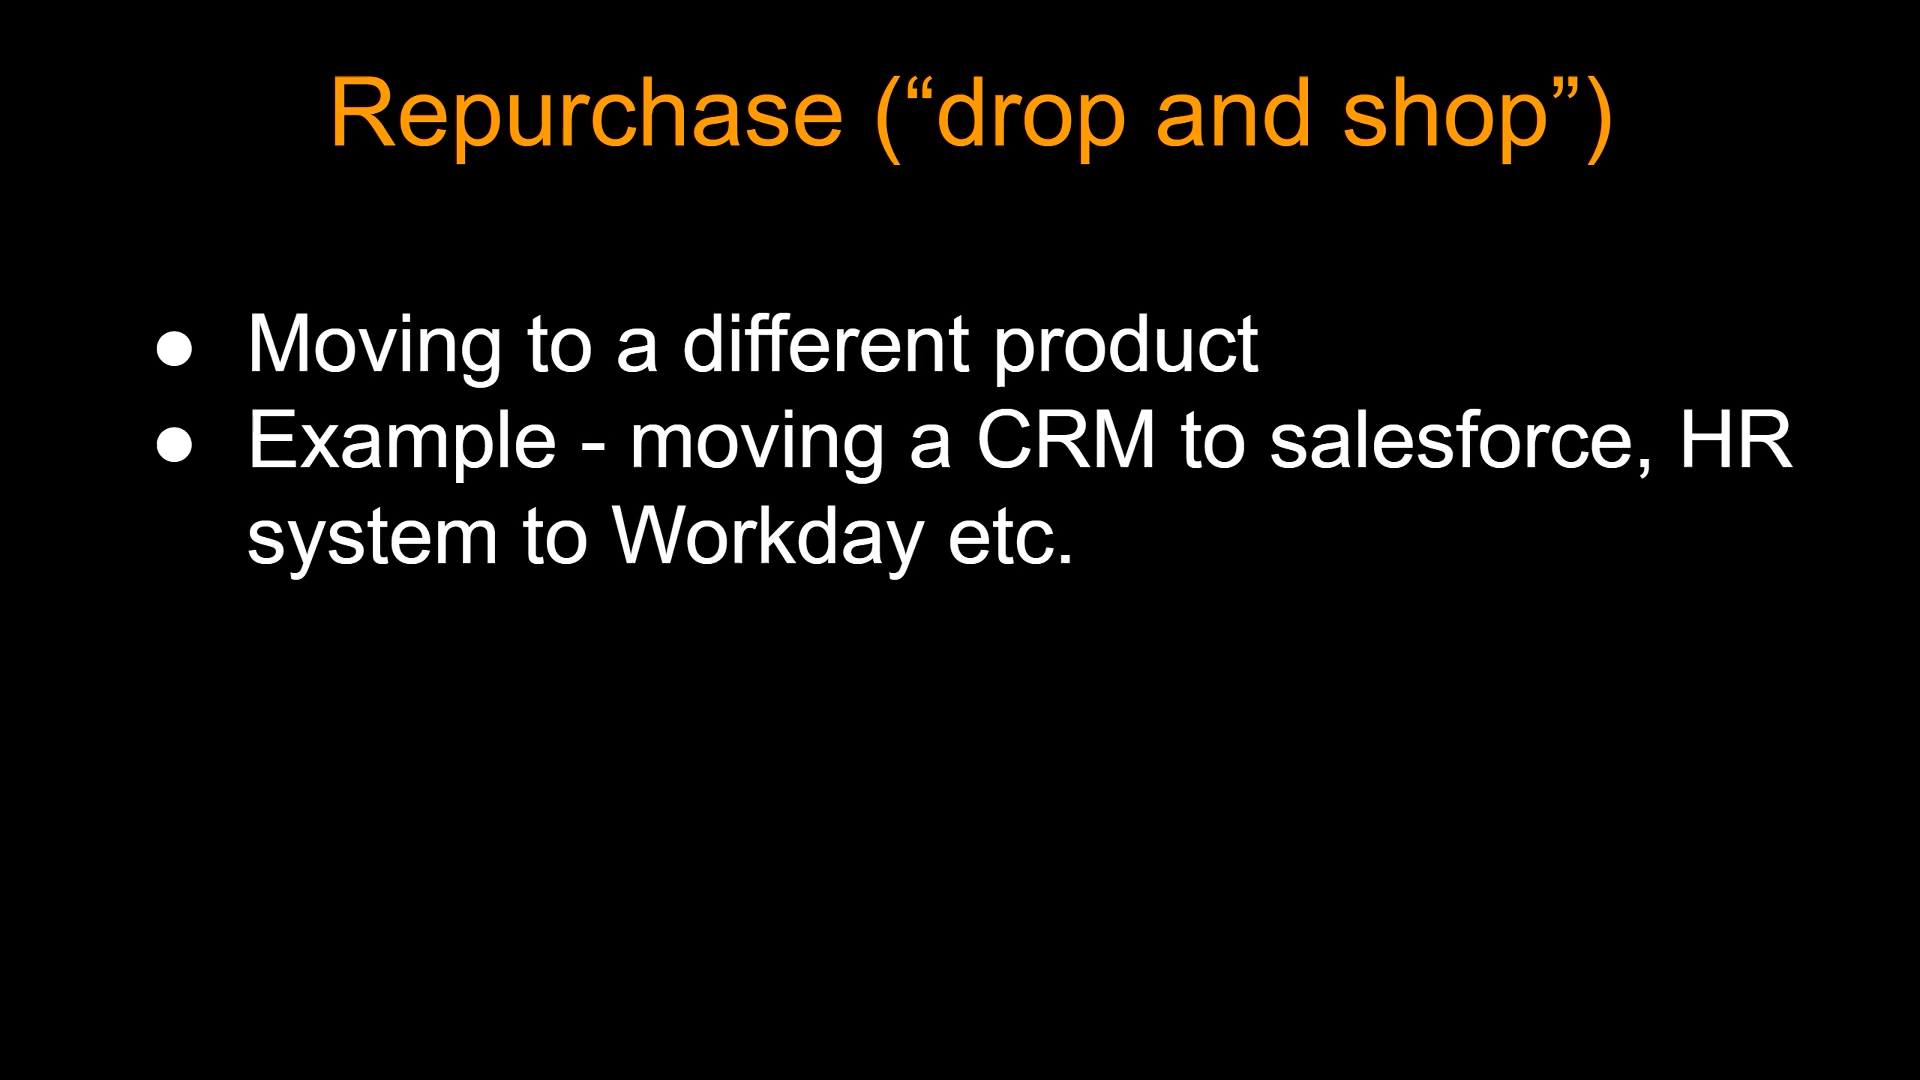 Repurchase (“drop and shop”)
● Moving to a different product
● Example - moving a CRM to salesforce, HR
system to Workday etc.